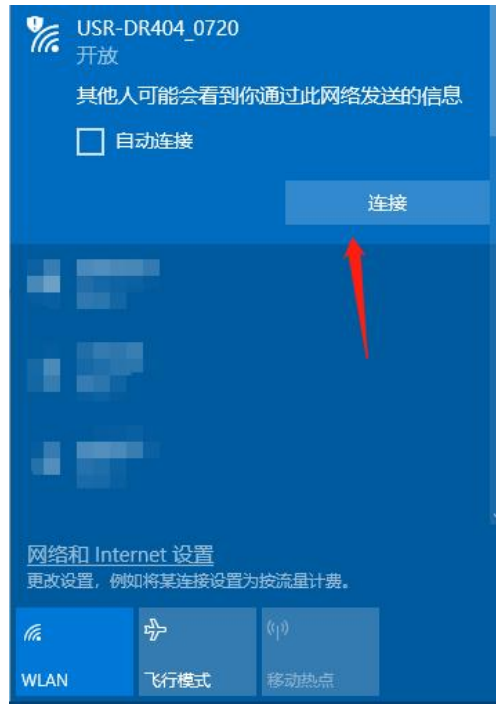 USR-DR404_0720
开放
其他人可能会看到你通过此网络发送的信息
自动连接
连接
网络和 Internet 设置
更改设置，例如将某连接设置为按流量计费。
WLAN
飞行模式
移动热点